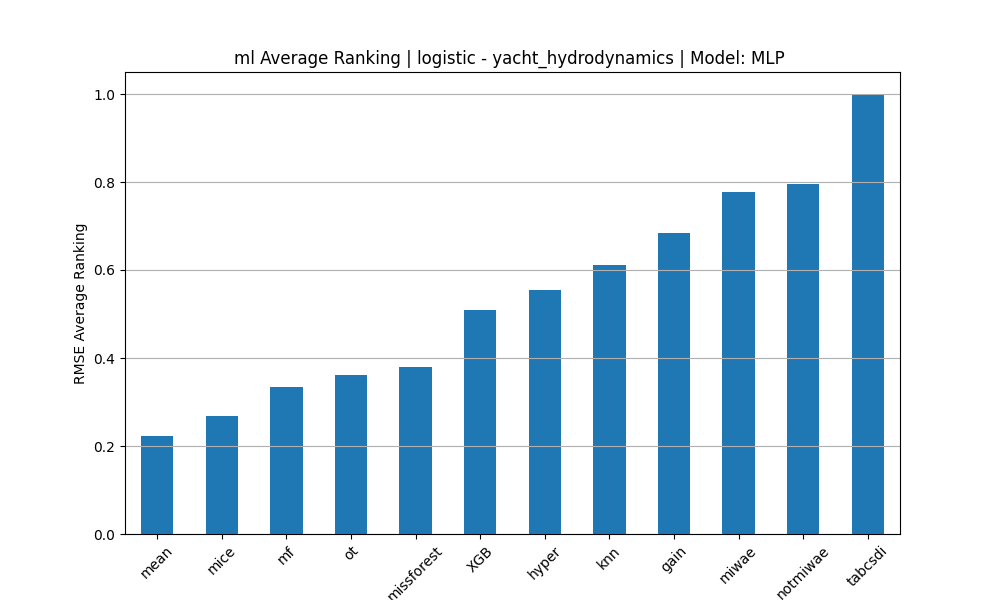 ml Average Ranking | logistic - yacht_hydrodynamics | Model: MLP
RMSE Average Ranking
1.0
0.8
0.6
0.4
0.2
0.0
mean
mice
mf
ot
missforest
XGB
hyper
knn
gain
miwae
notmiwae
tabcsdi